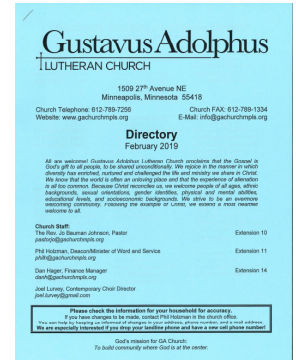 Gustavus Adolphus
LUTHERAN CHURCH
1509 27th Avenue NE
Minneapolis, Minnesota 55418
Church Telephone: 612-789-7256 Church FAX: 612-789-1334
Website: www.gachurchmpls.org E-Mail: info@gachurchmpls.org
Directory
February 2019
All are welcome! Gustavus Adolphus Lutheran Church proclaims that the Gospel is
God's gift to all people, to be shared unconditionally. We rejoice in the manner in which
diversity has enriched, nurtured and challenged the life and ministry we share in Christ.
We know that the world is often an unloving place and that the experience of alienation
is all too common. Because Christ reconciles us, we welcome people of all ages, ethnic
backgrounds, sexual orientations, gender identities, physical and mental abilities,
educational levels, and socioeconomic backgrounds. We strive to be an evermore
welcoming community. Following the example of Christ, we extend a most heartier
welcome to all.
Church Staff:
The Rev. Jo Bauman Johnson, Pastor Extension 10
pastorjo@gachurchmpls.org
Phil Holzman, Deacon/Minister of Word and Service Extension 11
philh@gachurchmpls.org
Dan Hager, Finance Manager Extension 14
danh@gachurchmpls.org
Joel Lurvey, Contemporary Choir Director
joel.lurvey@gmail.com
Please check the information for your household for accuracy.
If you have changes to be made, contact Phil Holzman in the church office.
You can help by keeping us informed of changes in your address, phone number, and e-mail address.
We are especially interested if you drop your landline phone and have a new cell phone number!
God's mission for GA Church:
To build community where God is at the center.